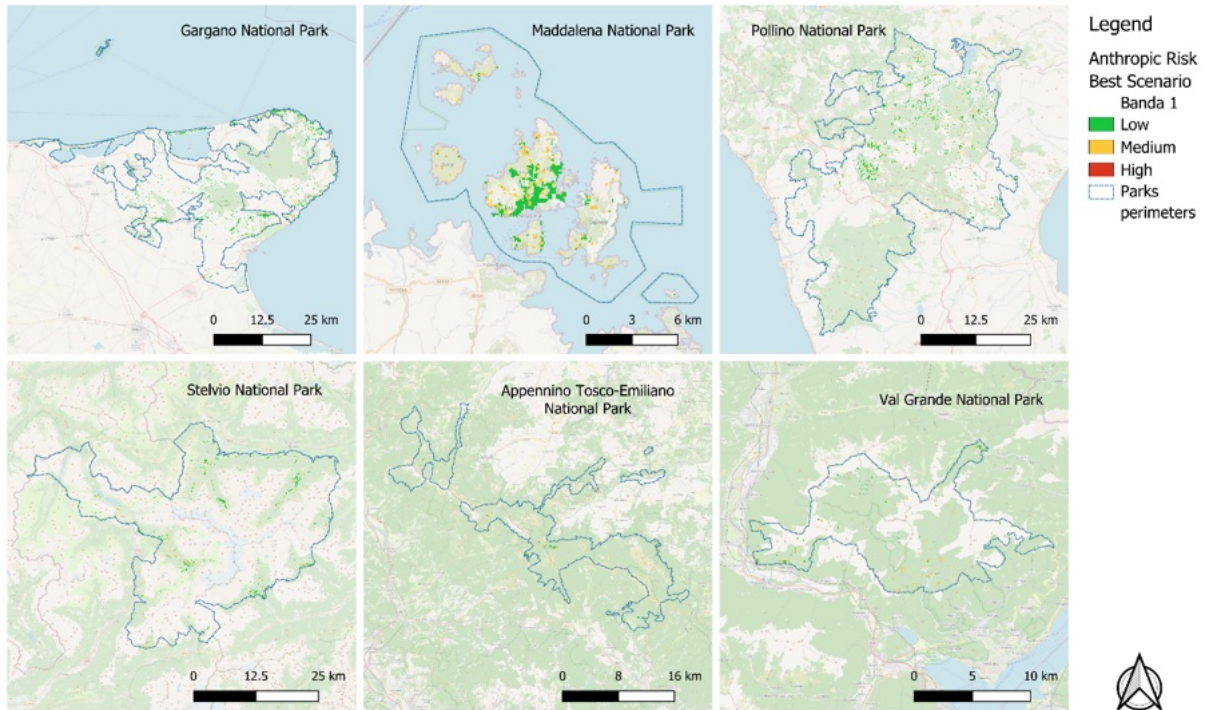 Gargano National Park
0 12.5 25 km
Maddalena National Park
0 3 6 km
Pollino National Park
0 12.5 25 km
Legend
Anthropic Risk
Best Scenario
Banda 1
Low
Medium
High
Parks
perimeters
Stelvio National Park
0 12.5 25 km
Appennino Tosco-Emiliano
National Park
0 8 16 km
Val Grande National Park
0 5 10 km